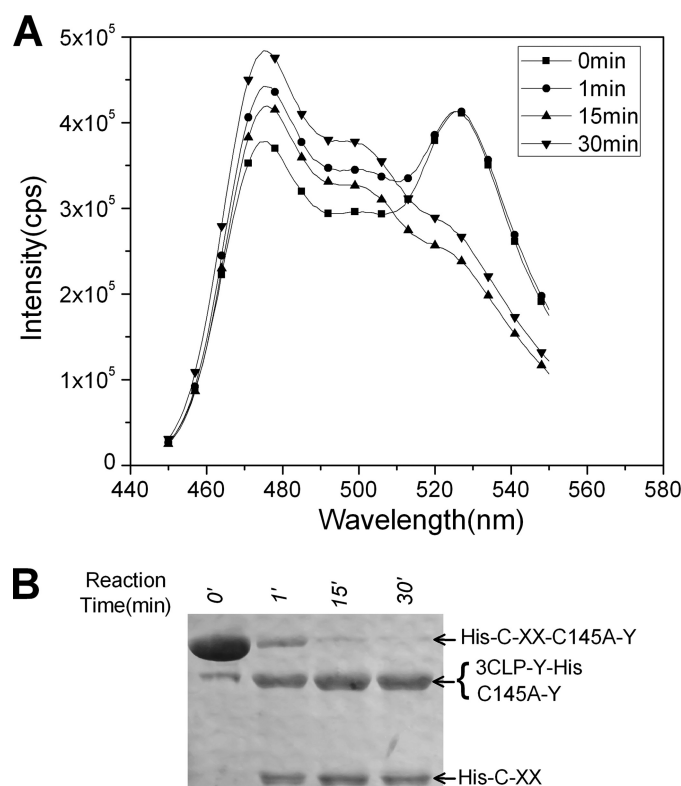 A
5x10⁵
4x10⁵
3x10⁵
2x10⁵
1x10⁵
0
Intensity(cps)
0min
1min
15min
30min
440 460 480 500 520 540 560 580
Wavelength(nm)
B
Reaction
Time(min)
0' 1' 15' 30'
His-C-XX-C145A-Y
3CLP-Y-His
C145A-Y
His-C-XX